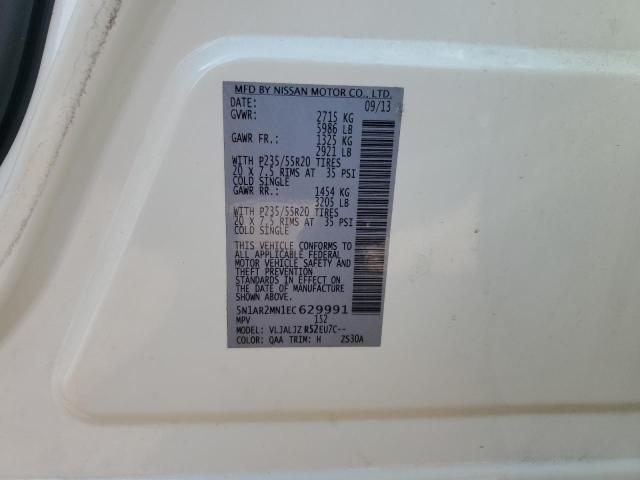 MFD BY NISSAN MOTOR CO., LTD.
DATE: 09/13
GVWR: 2715 KG
5986 LB
GAWR FR.: 1325 KG
2921 LB
WITH P235/55R20 TIRES
20 X 7.5 RIMS AT 35 PSI
COLD SINGLE
GAWR RR.: 1454 KG
3205 LB
WITH P235/55R20 TIRES
20 X 7.5 RIMS AT 35 PSI
COLD SINGLE
THIS VEHICLE CONFORMS TO
ALL APPLICABLE FEDERAL
MOTOR VEHICLE SAFETY AND
THEFT PREVENTION
STANDARDS IN EFFECT ON
THE DATE OF MANUFACTURE
SHOWN ABOVE.
5N1AR2MN1EC629991
MPV 152
MODEL: VLJALJZ R52EU7C--
COLOR: QAA TRIM: H ZS30A